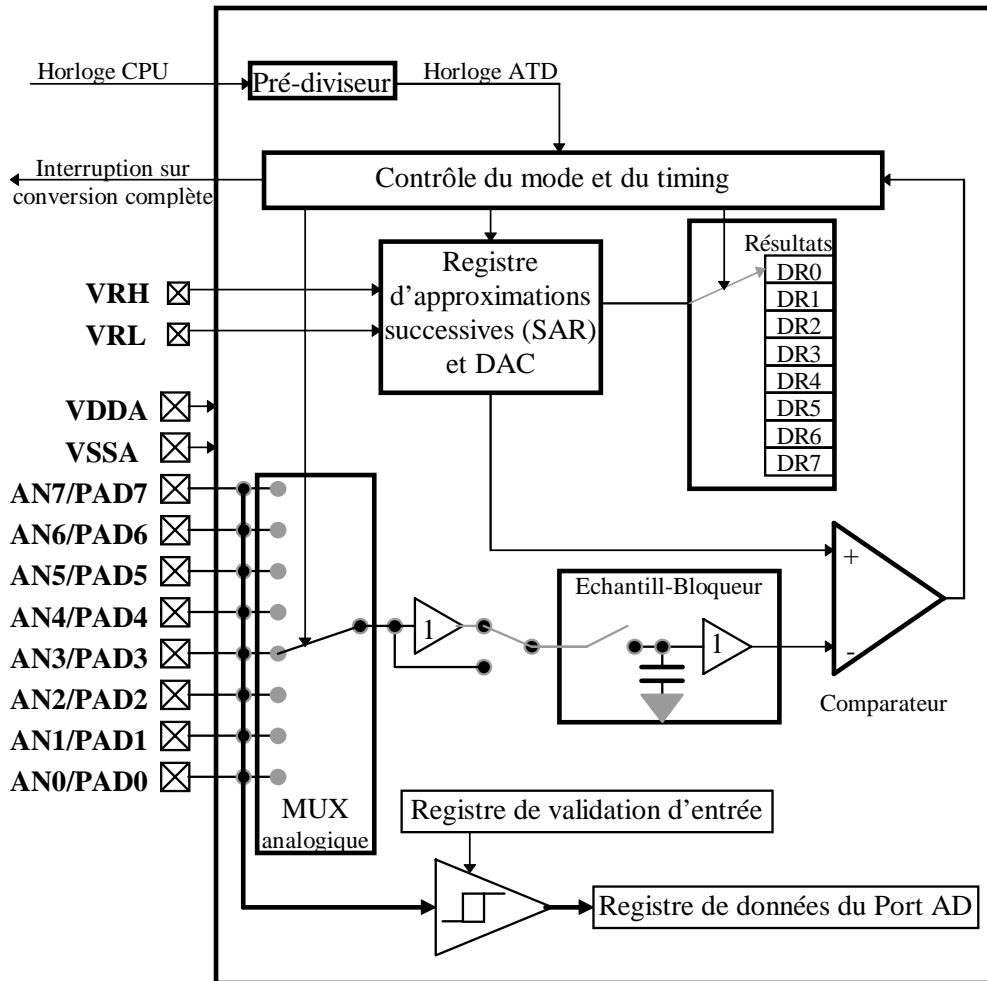 Horloge CPU
Pré-diviseur
Horloge ATD
Interruption sur
conversion complète
Contrôle du mode et du timing
VRH
VRL
VDDA
VSSA
Registre
d'approximations
successives (SAR)
et DAC
Résultats
DR0
DR1
DR2
DR3
DR4
DR5
DR6
DR7
AN7/PAD7
AN6/PAD6
AN5/PAD5
AN4/PAD4
AN3/PAD3
AN2/PAD2
AN1/PAD1
AN0/PAD0
MUX
analogique
1
Echantill-Bloqueur
1
+
-
Comparateur
Registre de validation d'entrée
Registre de données du Port AD